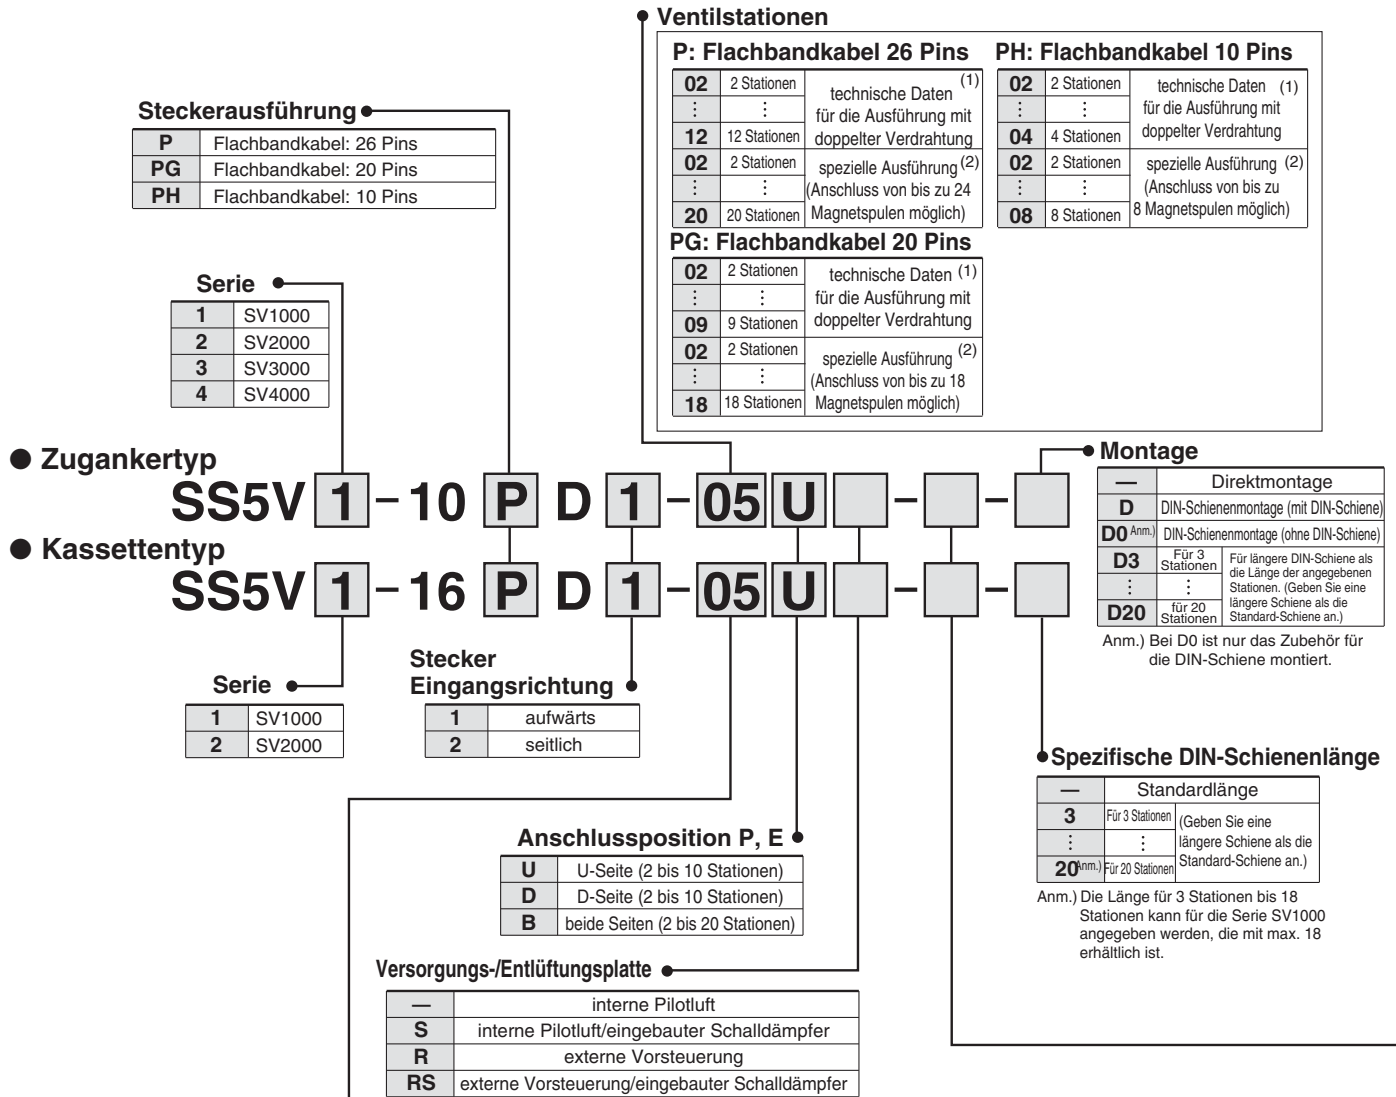 Ventilstationen
P: Flachbandkabel 26 Pins
02 2 Stationen technische Daten (1)
⋮ ⋮ für die Ausführung mit
12 12 Stationen doppelter Verdrahtung
02 2 Stationen spezielle Ausführung (2)
⋮ ⋮ (Anschluss von bis zu 24
20 20 Stationen Magnetspulen möglich)
PH: Flachbandkabel 10 Pins
02 2 Stationen technische Daten (1)
⋮ ⋮ für die Ausführung mit
04 4 Stationen doppelter Verdrahtung
02 2 Stationen spezielle Ausführung (2)
⋮ ⋮ (Anschluss von bis zu
08 8 Stationen 8 Magnetspulen möglich)
PG: Flachbandkabel 20 Pins
02 2 Stationen technische Daten (1)
⋮ ⋮ für die Ausführung mit
09 9 Stationen doppelter Verdrahtung
02 2 Stationen spezielle Ausführung (2)
⋮ ⋮ (Anschluss von bis zu 18
18 18 Stationen Magnetspulen möglich)
Steckerausführung
P Flachbandkabel: 26 Pins
PG Flachbandkabel: 20 Pins
PH Flachbandkabel: 10 Pins
Serie
1 SV1000
2 SV2000
3 SV3000
4 SV4000
● Zugankertyp
SS5V 1 - 10 P D 1 - 05 U - -
● Kassettentyp
SS5V 1 - 16 P D 1 - 05 U - -
Montage
— Direktmontage
D DIN-Schienenmontage (mit DIN-Schiene)
D0 Anm.) DIN-Schienenmontage (ohne DIN-Schiene)
D3 Für 3 Stationen
⋮ ⋮
D20 für 20 Stationen
Für längere DIN-Schiene als
die Länge der angegebenen
Stationen. (Geben Sie eine
längere Schiene als die
Standard-Schiene an.)
Anm.) Bei D0 ist nur das Zubehör für
die DIN-Schiene montiert.
Serie
1 SV1000
2 SV2000
Stecker
Eingangsrichtung
1 aufwärts
2 seitlich
Spezifische DIN-Schienenlänge
— Standardlänge
3 Für 3 Stationen (Geben Sie eine
⋮ ⋮ längere Schiene als die
20 Anm.) Für 20 Stationen Standard-Schiene an.)
Anm.) Die Länge für 3 Stationen bis 18
Stationen kann für die Serie SV1000
angegeben werden, die mit max. 18
erhältlich ist.
Anschlussposition P, E
U U-Seite (2 bis 10 Stationen)
D D-Seite (2 bis 10 Stationen)
B beide Seiten (2 bis 20 Stationen)
Versorgungs-/Entlüftungsplatte
— interne Pilotluft
S interne Pilotluft/eingebauter Schalldämpfer
R externe Vorsteuerung
RS externe Vorsteuerung/eingebauter Schalldämpfer